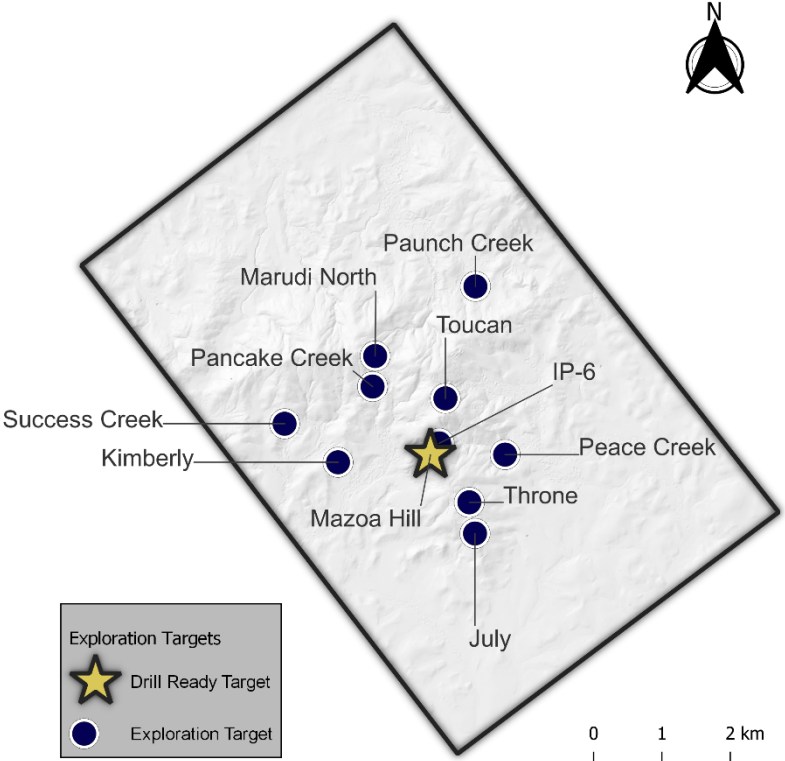 N
Paunch Creek
Marudi North
Toucan
Pancake Creek
IP-6
Success Creek
Peace Creek
Kimberly
Throne
Mazoa Hill
July
Exploration Targets
Drill Ready Target
Exploration Target
0 1 2 km